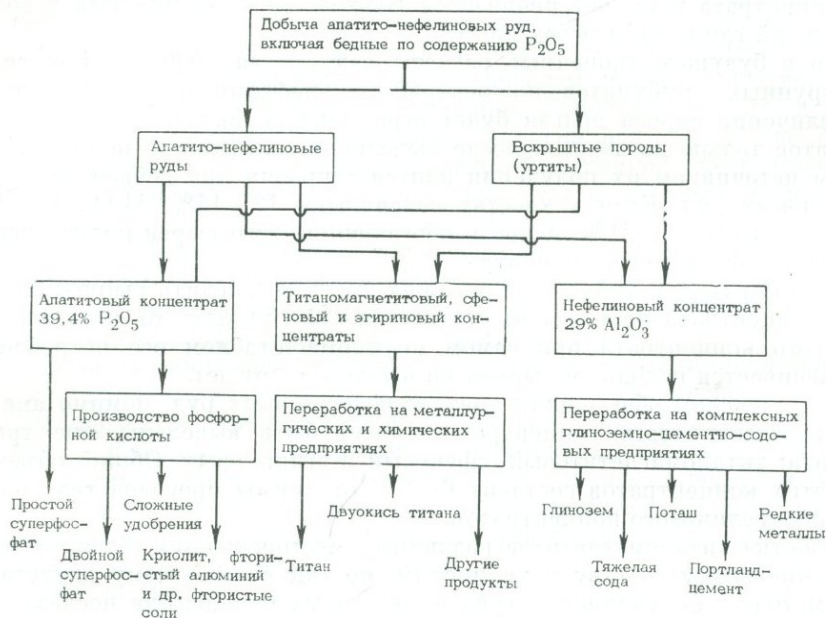 Добыча апатито-нефелиновых руд,
включая бедные по содержанию P₂O₅
Апатито-нефелиновые
руды
Вскрышные породы
(уртиты)
Апатитовый концентрат
39,4% P₂O₅
Титаномагнетитовый, сфе-
новый и эгириновый кон-
центраты
Нефелиновый концентрат
29% Al₂O₃
Производство фосфор-
ной кислоты
Переработка на металлур-
гических и химических
предприятиях
Переработка на комплексных
глиноземно-цементно-содо-
вых предприятиях
Простой
суперфос-
фат
Двойной
суперфос-
фат
Сложные
удобрения
Криолит, фтори-
стый алюминий
и др. фтористые
соли
Титан
Двуокись титана
Другие
продукты
Глинозем
Тяжелая
сода
Поташ
Портланд-
цемент
Редкие
металлы